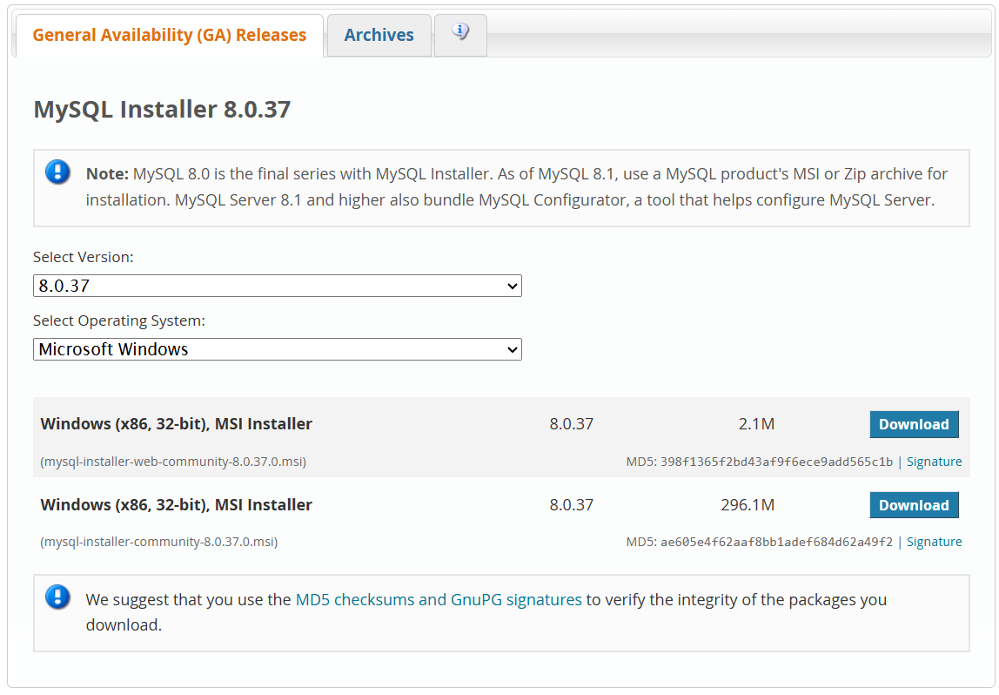 General Availability (GA) Releases
Archives
MySQL Installer 8.0.37
Note: MySQL 8.0 is the final series with MySQL Installer. As of MySQL 8.1, use a MySQL product's MSI or Zip archive for
installation. MySQL Server 8.1 and higher also bundle MySQL Configurator, a tool that helps configure MySQL Server.
Select Version:
8.0.37
Select Operating System:
Microsoft Windows
Windows (x86, 32-bit), MSI Installer 8.0.37 2.1M Download
(mysql-installer-web-community-8.0.37.0.msi) MD5: 398f1365f2bd43af9f6ece9add565c1b | Signature
Windows (x86, 32-bit), MSI Installer 8.0.37 296.1M Download
(mysql-installer-community-8.0.37.0.msi) MD5: ae605e4f62aaf8bb1adef684d62a49f2 | Signature
We suggest that you use the MD5 checksums and GnuPG signatures to verify the integrity of the packages you
download.